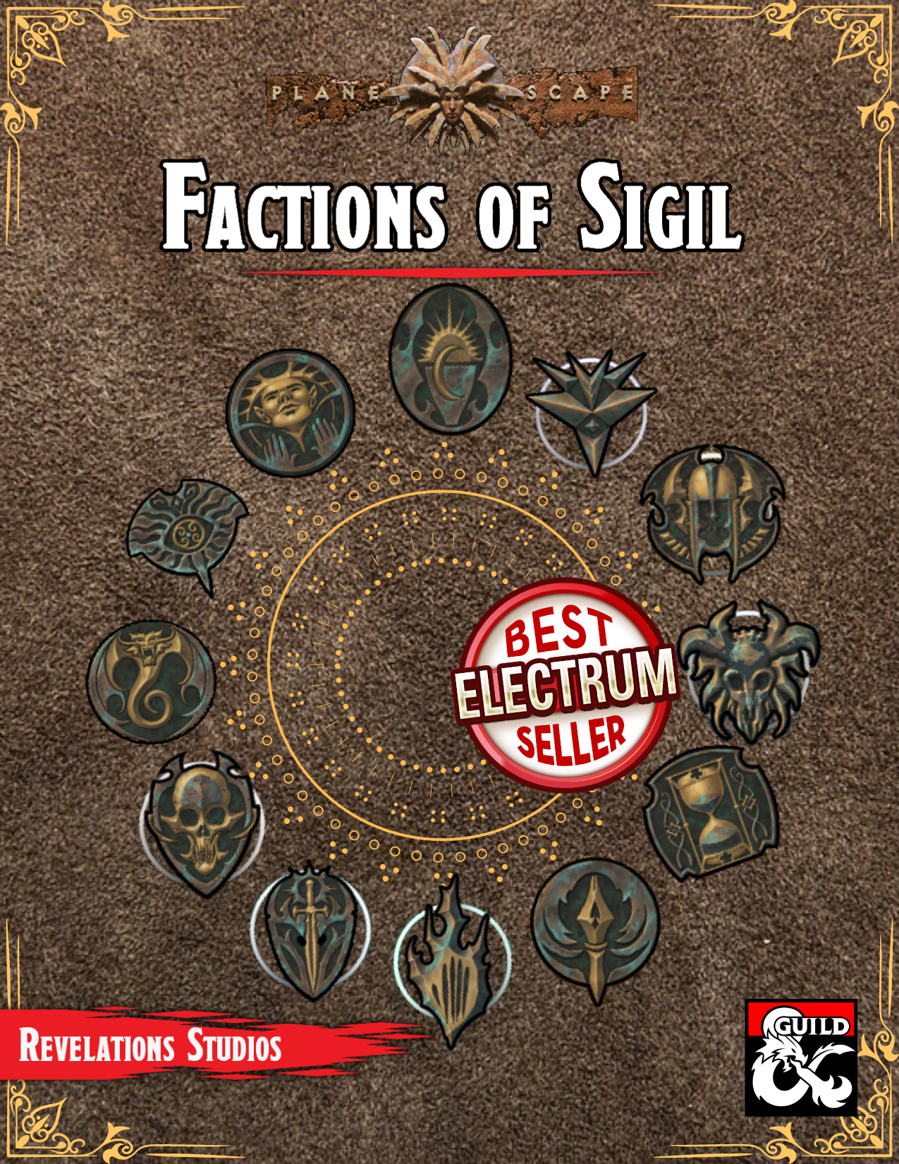 PLANE SCAPE
FACTIONS OF SIGIL
BEST
ELECTRUM
SELLER
REVELATIONS STUDIOS
GUILD